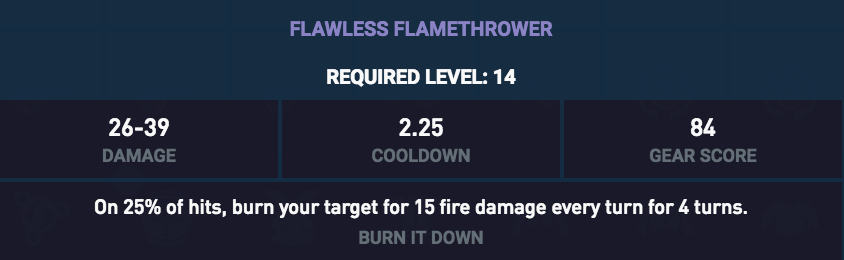 FLAWLESS FLAMETHROWER
REQUIRED LEVEL: 14
26-39 2.25 84
DAMAGE COOLDOWN GEAR SCORE
On 25% of hits, burn your target for 15 fire damage every turn for 4 turns.
BURN IT DOWN